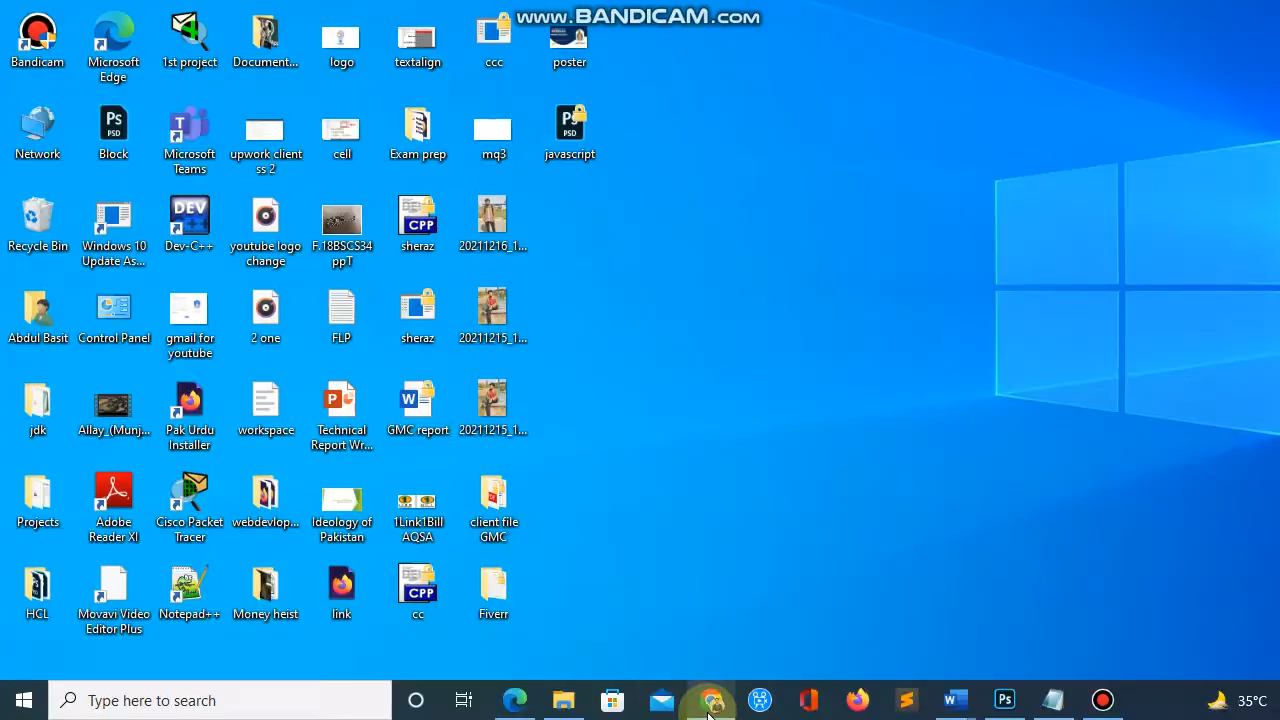 www.BANDICAM.com
Bandicam
Microsoft
Edge
1st project
Document...
logo
textalign
ccc
poster
Network
Block
Microsoft
Teams
upwork client
ss 2
cell
Exam prep
mq3
javascript
Recycle Bin
Windows 10
Update As...
Dev-C++
youtube logo
change
F.18BSCS34
ppT
sheraz
20211216_1...
Abdul Basit
Control Panel
gmail for
youtube
2 one
FLP
sheraz
20211215_1...
jdk
Allay_(Munj...
Pak Urdu
Installer
workspace
Technical
Report Wr...
GMC report
20211215_1...
Projects
Adobe
Reader XI
Cisco Packet
Tracer
webdevlop...
Ideology of
Pakistan
1Link1Bill
AQSA
client file
GMC
HCL
Movavi Video
Editor Plus
Notepad++
Money heist
link
cc
Fiverr
Type here to search
35°C